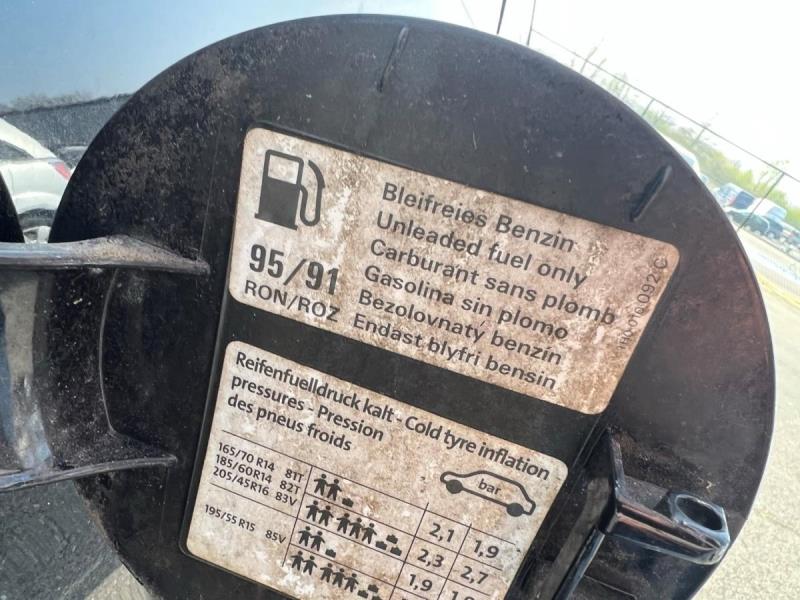 Bleifreies Benzin
Unleaded fuel only
Carburant sans plomb
Gasolina sin plomo
Bezolovnaty benzin
Endast blyfri bensin
95/91
RON/ROZ
092 C
Reifenfuelldruck kalt - Cold tyre inflation
pressures - Pression
des pneus froids
bar
165/70 R14 81T
185/60R14 82T
205/45R16 83V
2,1 1,9
2,3 2,7
195/55 R15 85V
1,9